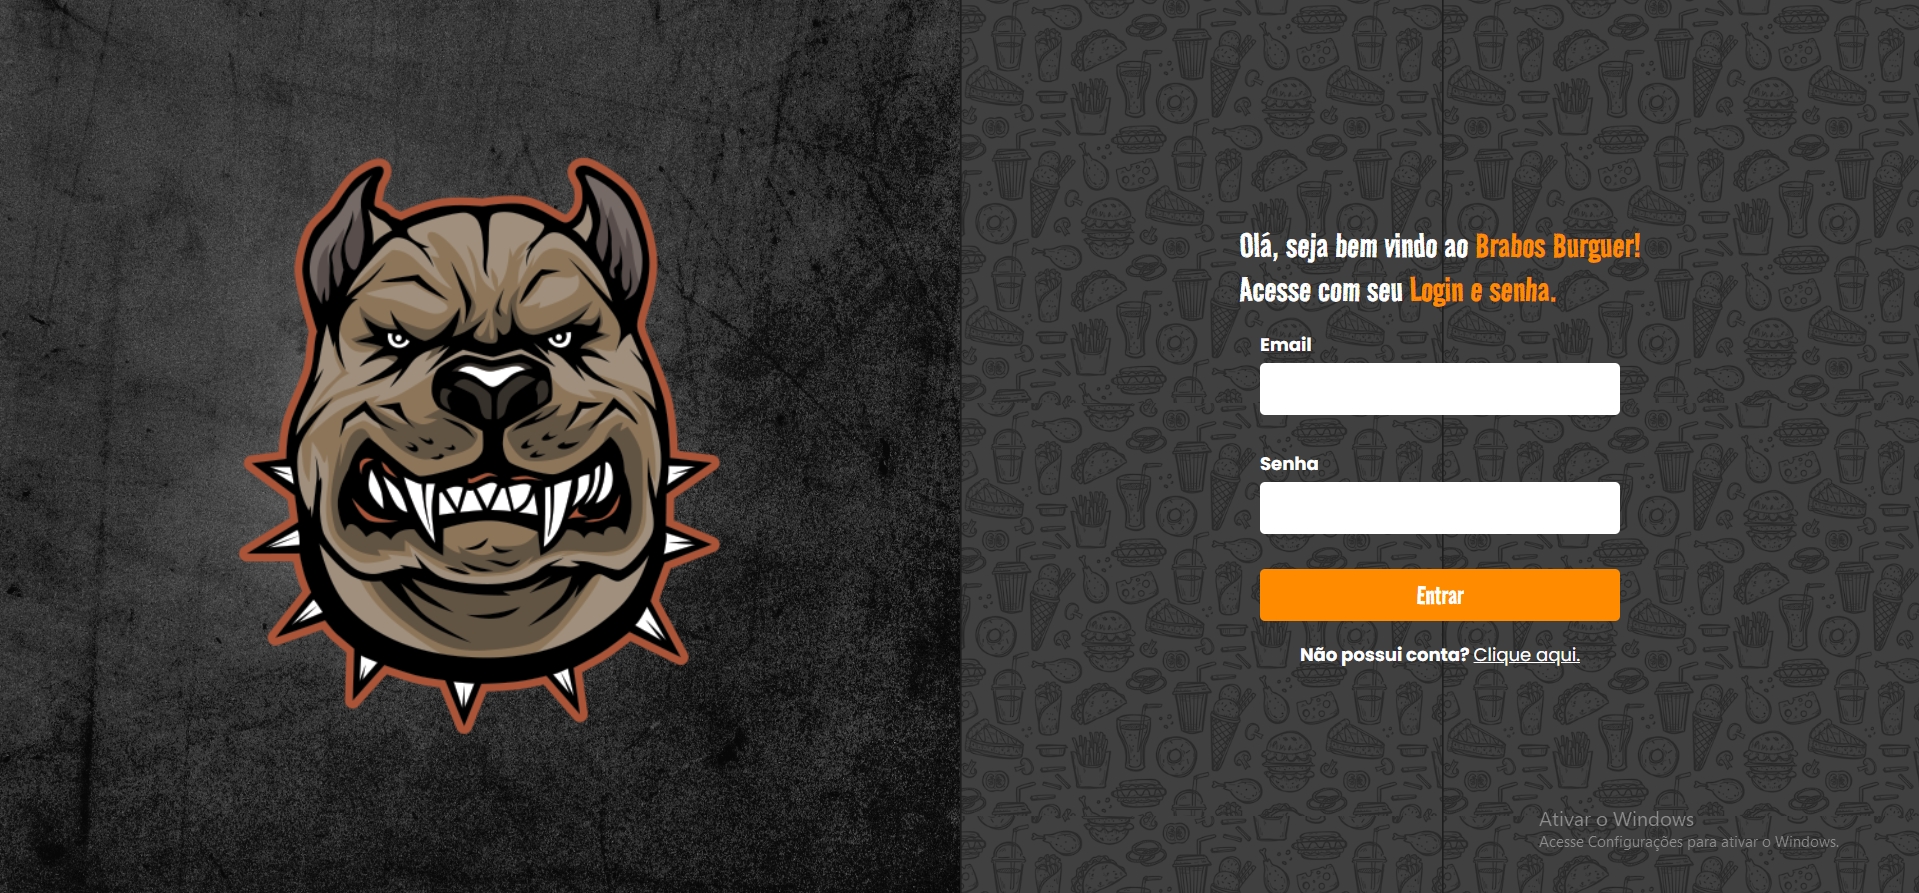 Olá, seja bem vindo ao Brabos Burguer!
Acesse com seu Login e senha.
Email
Senha
Entrar
Não possui conta? Clique aqui.
Ativar o Windows
Acesse Configurações para ativar o Windows.